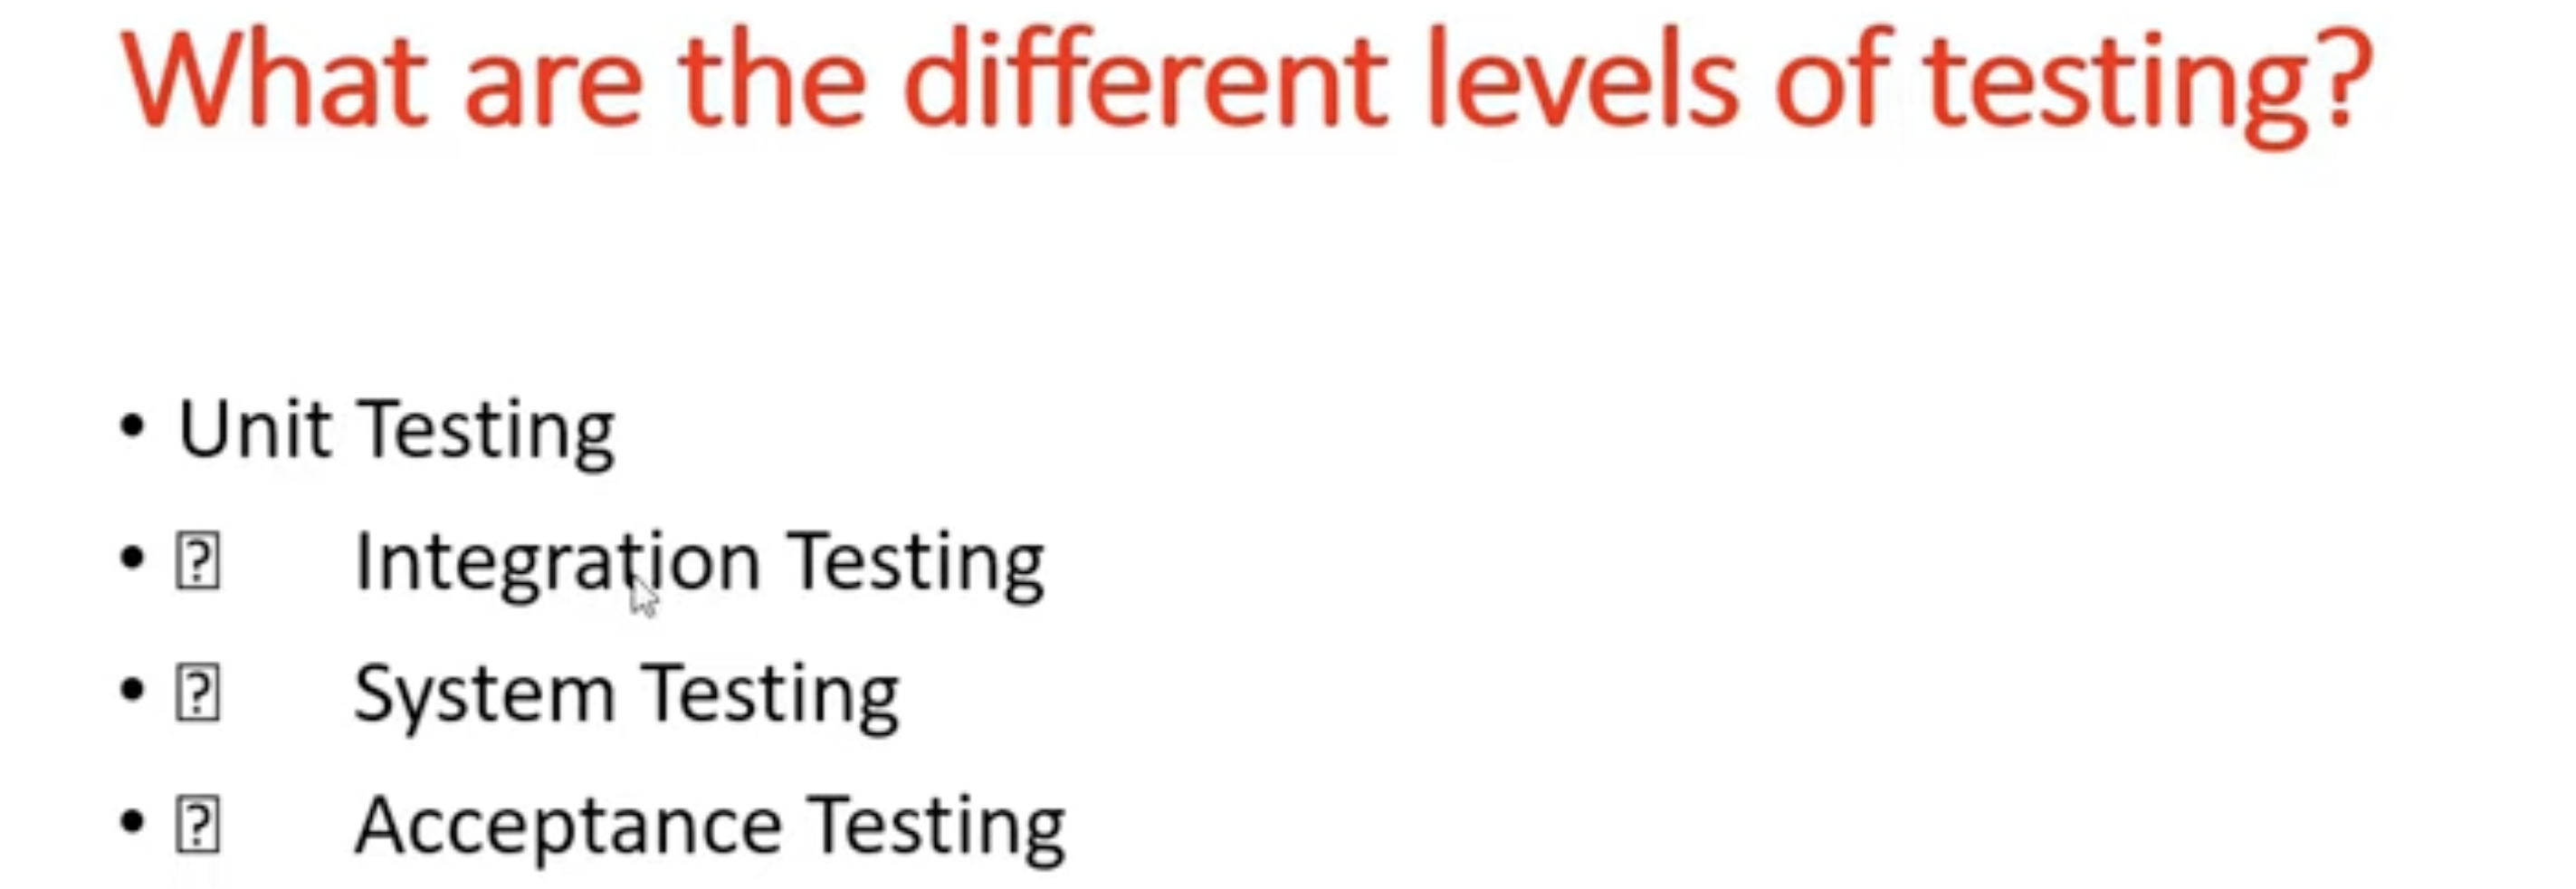 What are the different levels of testing?
• Unit Testing
• ⍰ Integration Testing
• ⍰ System Testing
• ⍰ Acceptance Testing